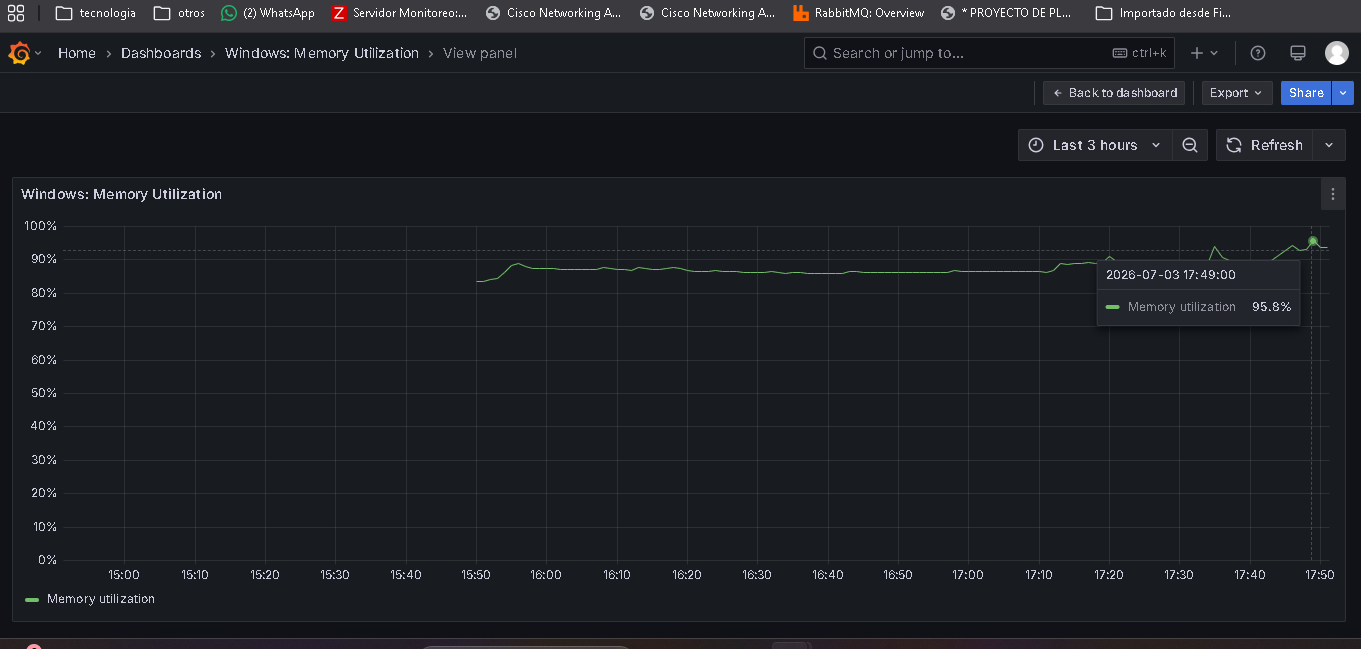 tecnologia otros (2) WhatsApp Servidor Monitoreo:... Cisco Networking A... Cisco Networking A... RabbitMQ: Overview * PROYECTO DE PL... Importado desde Fi...
Home › Dashboards › Windows: Memory Utilization › View panel
Search or jump to... ctrl+k
Back to dashboard Export Share
Last 3 hours Refresh
Windows: Memory Utilization
100%
90%
80%
70%
60%
50%
40%
30%
20%
10%
0%
2026-07-03 17:49:00
Memory utilization 95.8%
15:00 15:10 15:20 15:30 15:40 15:50 16:00 16:10 16:20 16:30 16:40 16:50 17:00 17:10 17:20 17:30 17:40 17:50
Memory utilization